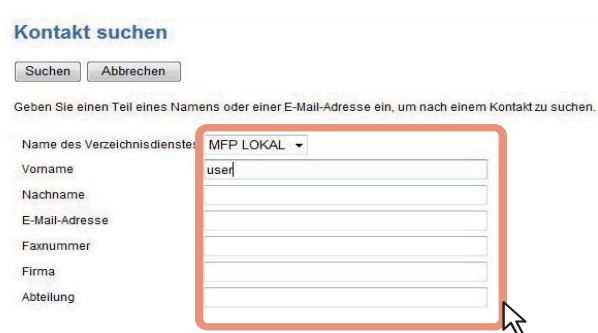 Kontakt suchen
Suchen Abbrechen
Geben Sie einen Teil eines Namens oder einer E-Mail-Adresse ein, um nach einem Kontakt zu suchen.
Name des Verzeichnisdienstes MFP LOKAL
Vorname user
Nachname
E-Mail-Adresse
Faxnummer
Firma
Abteilung